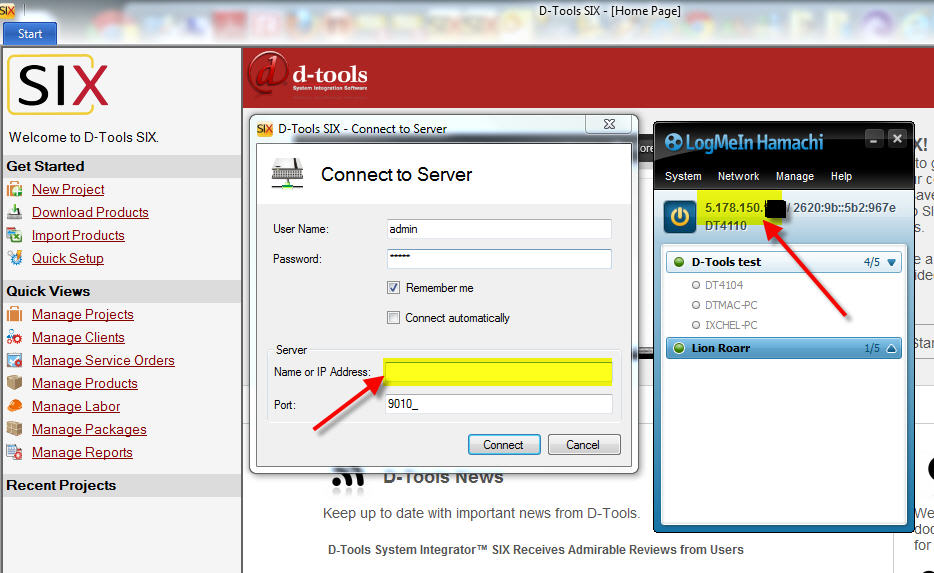 SIX
D-Tools SIX - [Home Page]
Start
SIX
Welcome to D-Tools SIX.
Get Started
New Project
Download Products
Import Products
Quick Setup
Quick Views
Manage Projects
Manage Clients
Manage Service Orders
Manage Products
Manage Labor
Manage Packages
Manage Reports
Recent Projects
d d-tools
System Integration Software
SIX D-Tools SIX - Connect to Server
Connect to Server
User Name: admin
Password: *****
Remember me
Connect automatically
Server
Name or IP Address:
Port: 9010_
Connect Cancel
D-Tools News
Keep up to date with important news from D-Tools.
D-Tools System Integrator™ SIX Receives Admirable Reviews from Users
LogMeIn Hamachi
System Network Manage Help
5.178.150. / 2620:9b::5b2:967e
DT4110
D-Tools test 4/5
DT4104
DTMAC-PC
IXCHEL-PC
Lion Roarr 1/5
X!
to g
s.
We
for